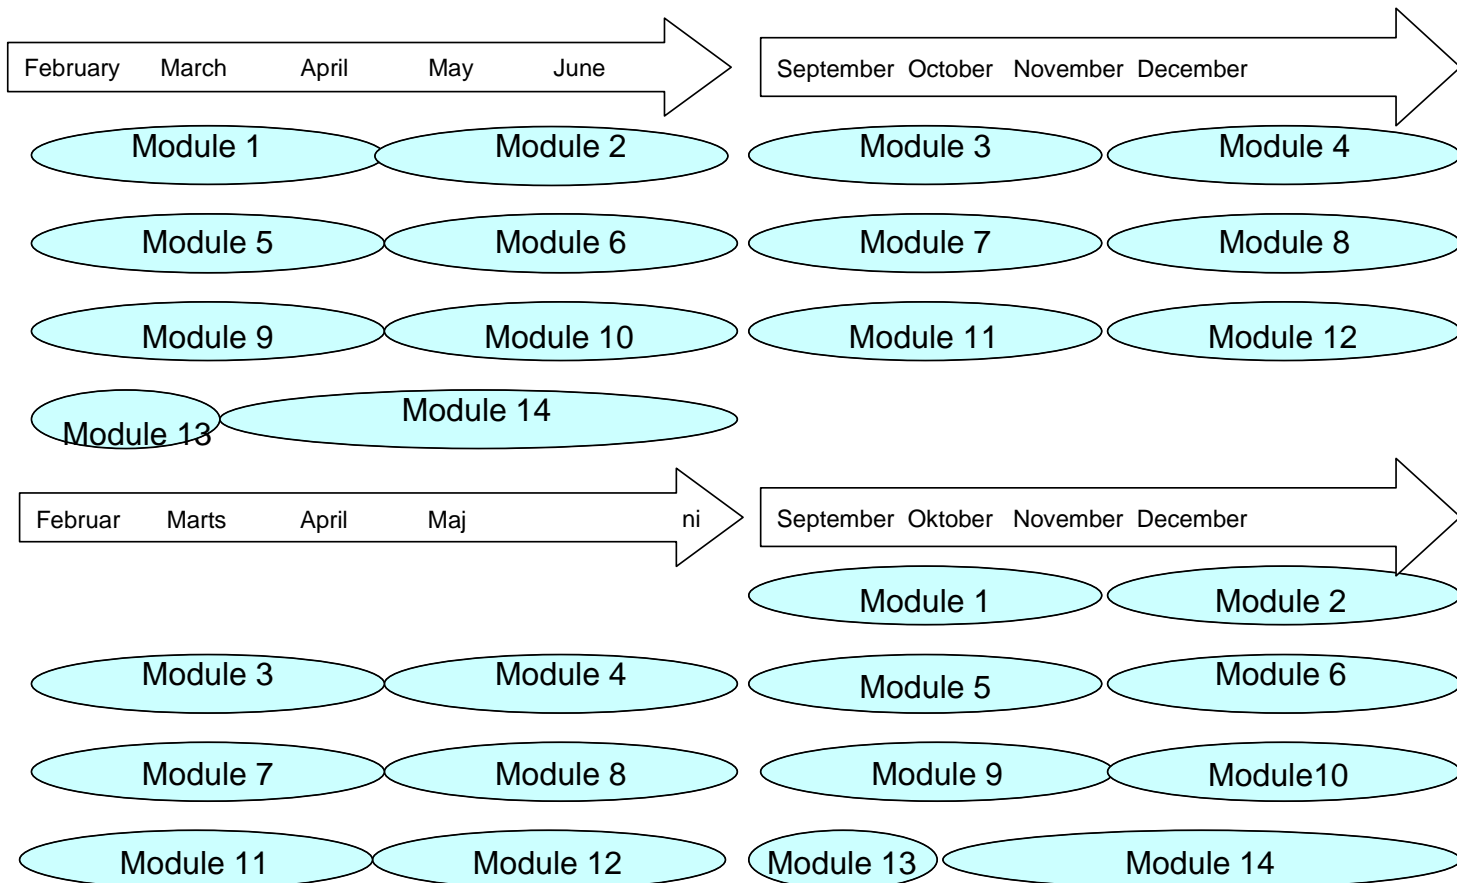 February March April May June September October November December
Module 1 Module 2 Module 3 Module 4
Module 5 Module 6 Module 7 Module 8
Module 9 Module 10 Module 11 Module 12
Module 13 Module 14
Februar Marts April Maj ni September Oktober November December
Module 1 Module 2
Module 3 Module 4 Module 5 Module 6
Module 7 Module 8 Module 9 Module10
Module 11 Module 12 Module 13 Module 14